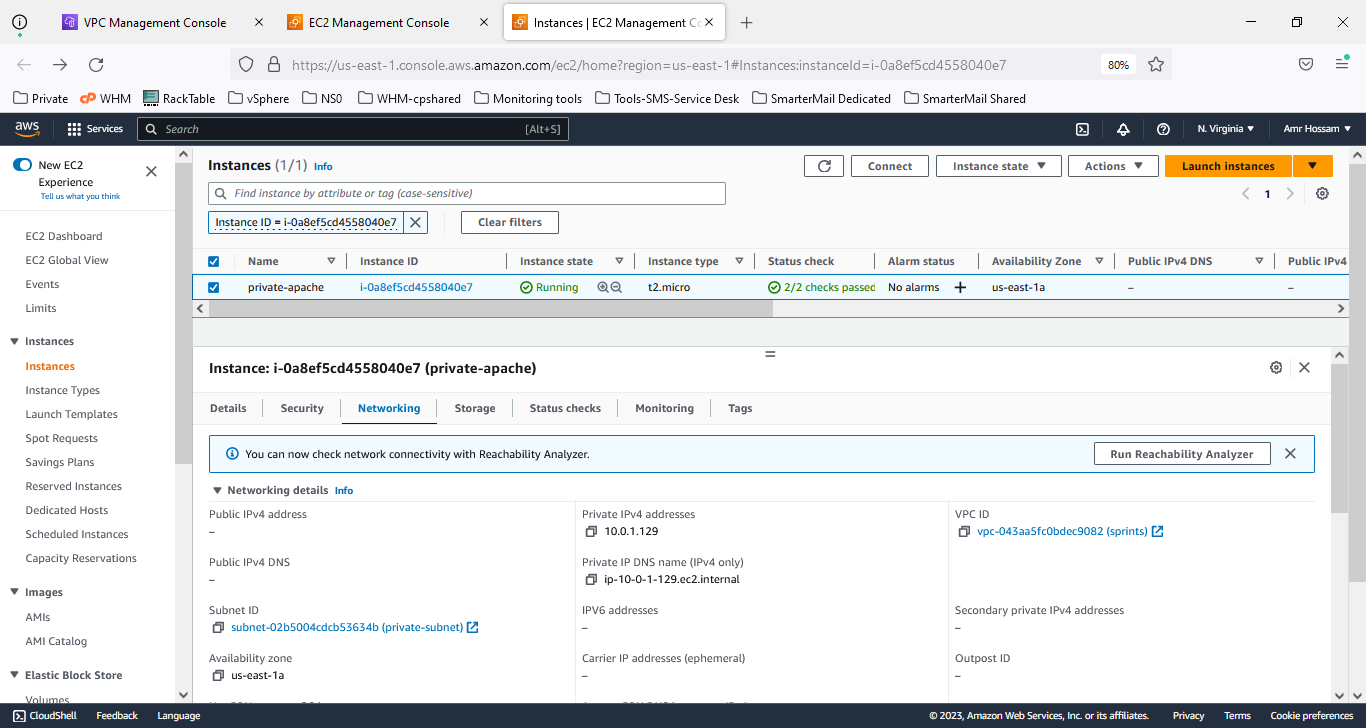 VPC Management Console
EC2 Management Console
Instances | EC2 Management Co
https://us-east-1.console.aws.amazon.com/ec2/home?region=us-east-1#Instances:instanceId=i-0a8ef5cd4558040e7
80%
Private
WHM
RackTable
vSphere
NS0
WHM-cpshared
Monitoring tools
Tools-SMS-Service Desk
SmarterMail Dedicated
SmarterMail Shared
aws
Services
Search
[Alt+S]
N. Virginia
Amr Hossam
New EC2
Experience
Tell us what you think
EC2 Dashboard
EC2 Global View
Events
Limits
Instances
Instances
Instance Types
Launch Templates
Spot Requests
Savings Plans
Reserved Instances
Dedicated Hosts
Scheduled Instances
Capacity Reservations
Images
AMIs
AMI Catalog
Elastic Block Store
Volumes
Instances (1/1) Info
Connect
Instance state
Actions
Launch instances
Find instance by attribute or tag (case-sensitive)
1
Instance ID = i-0a8ef5cd4558040e7
Clear filters
Name Instance ID Instance state Instance type Status check Alarm status Availability Zone Public IPv4 DNS Public IPv4
private-apache i-0a8ef5cd4558040e7 Running t2.micro 2/2 checks passed No alarms + us-east-1a – –
Instance: i-0a8ef5cd4558040e7 (private-apache)
Details
Security
Networking
Storage
Status checks
Monitoring
Tags
You can now check network connectivity with Reachability Analyzer.
Run Reachability Analyzer
Networking details Info
Public IPv4 address
–
Private IPv4 addresses
10.0.1.129
VPC ID
vpc-043aa5fc0bdec9082 (sprints)
Public IPv4 DNS
–
Private IP DNS name (IPv4 only)
ip-10-0-1-129.ec2.internal
Subnet ID
subnet-02b5004cdcb53634b (private-subnet)
IPV6 addresses
–
Secondary private IPv4 addresses
–
Availability zone
us-east-1a
Carrier IP addresses (ephemeral)
–
Outpost ID
–
CloudShell
Feedback
Language
© 2023, Amazon Web Services, Inc. or its affiliates.
Privacy
Terms
Cookie preferences